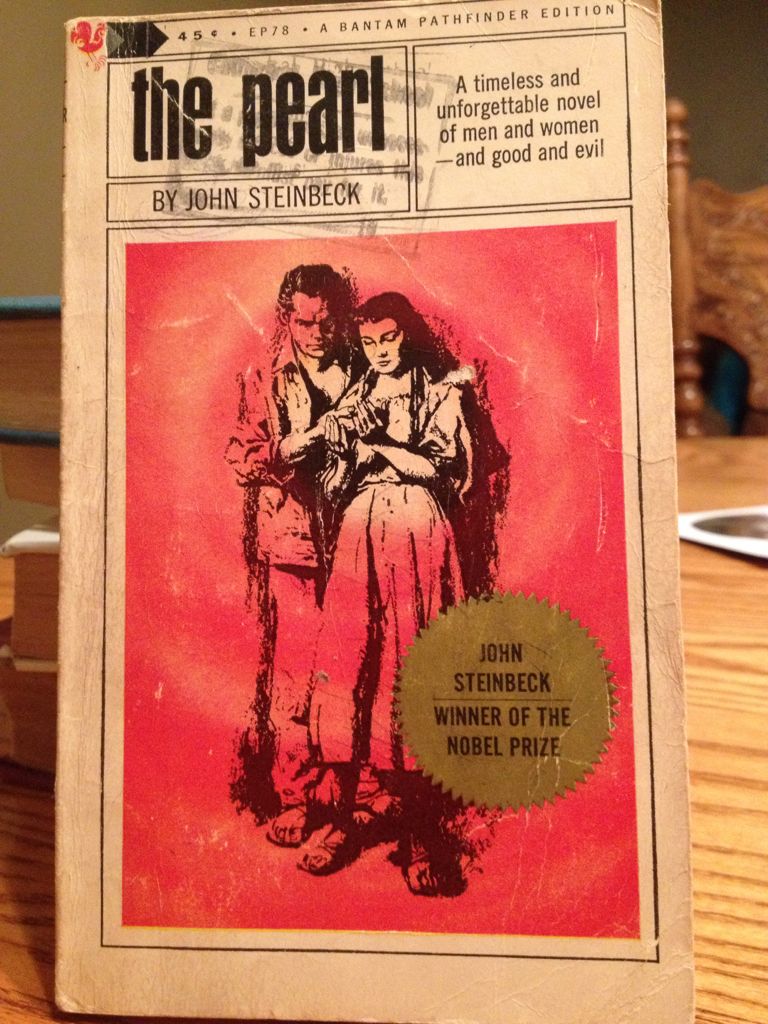 45¢ • EP78 • A BANTAM PATHFINDER EDITION
the pearl
BY JOHN STEINBECK
A timeless and
unforgettable novel
of men and women
—and good and evil
JOHN
STEINBECK
WINNER OF THE
NOBEL PRIZE